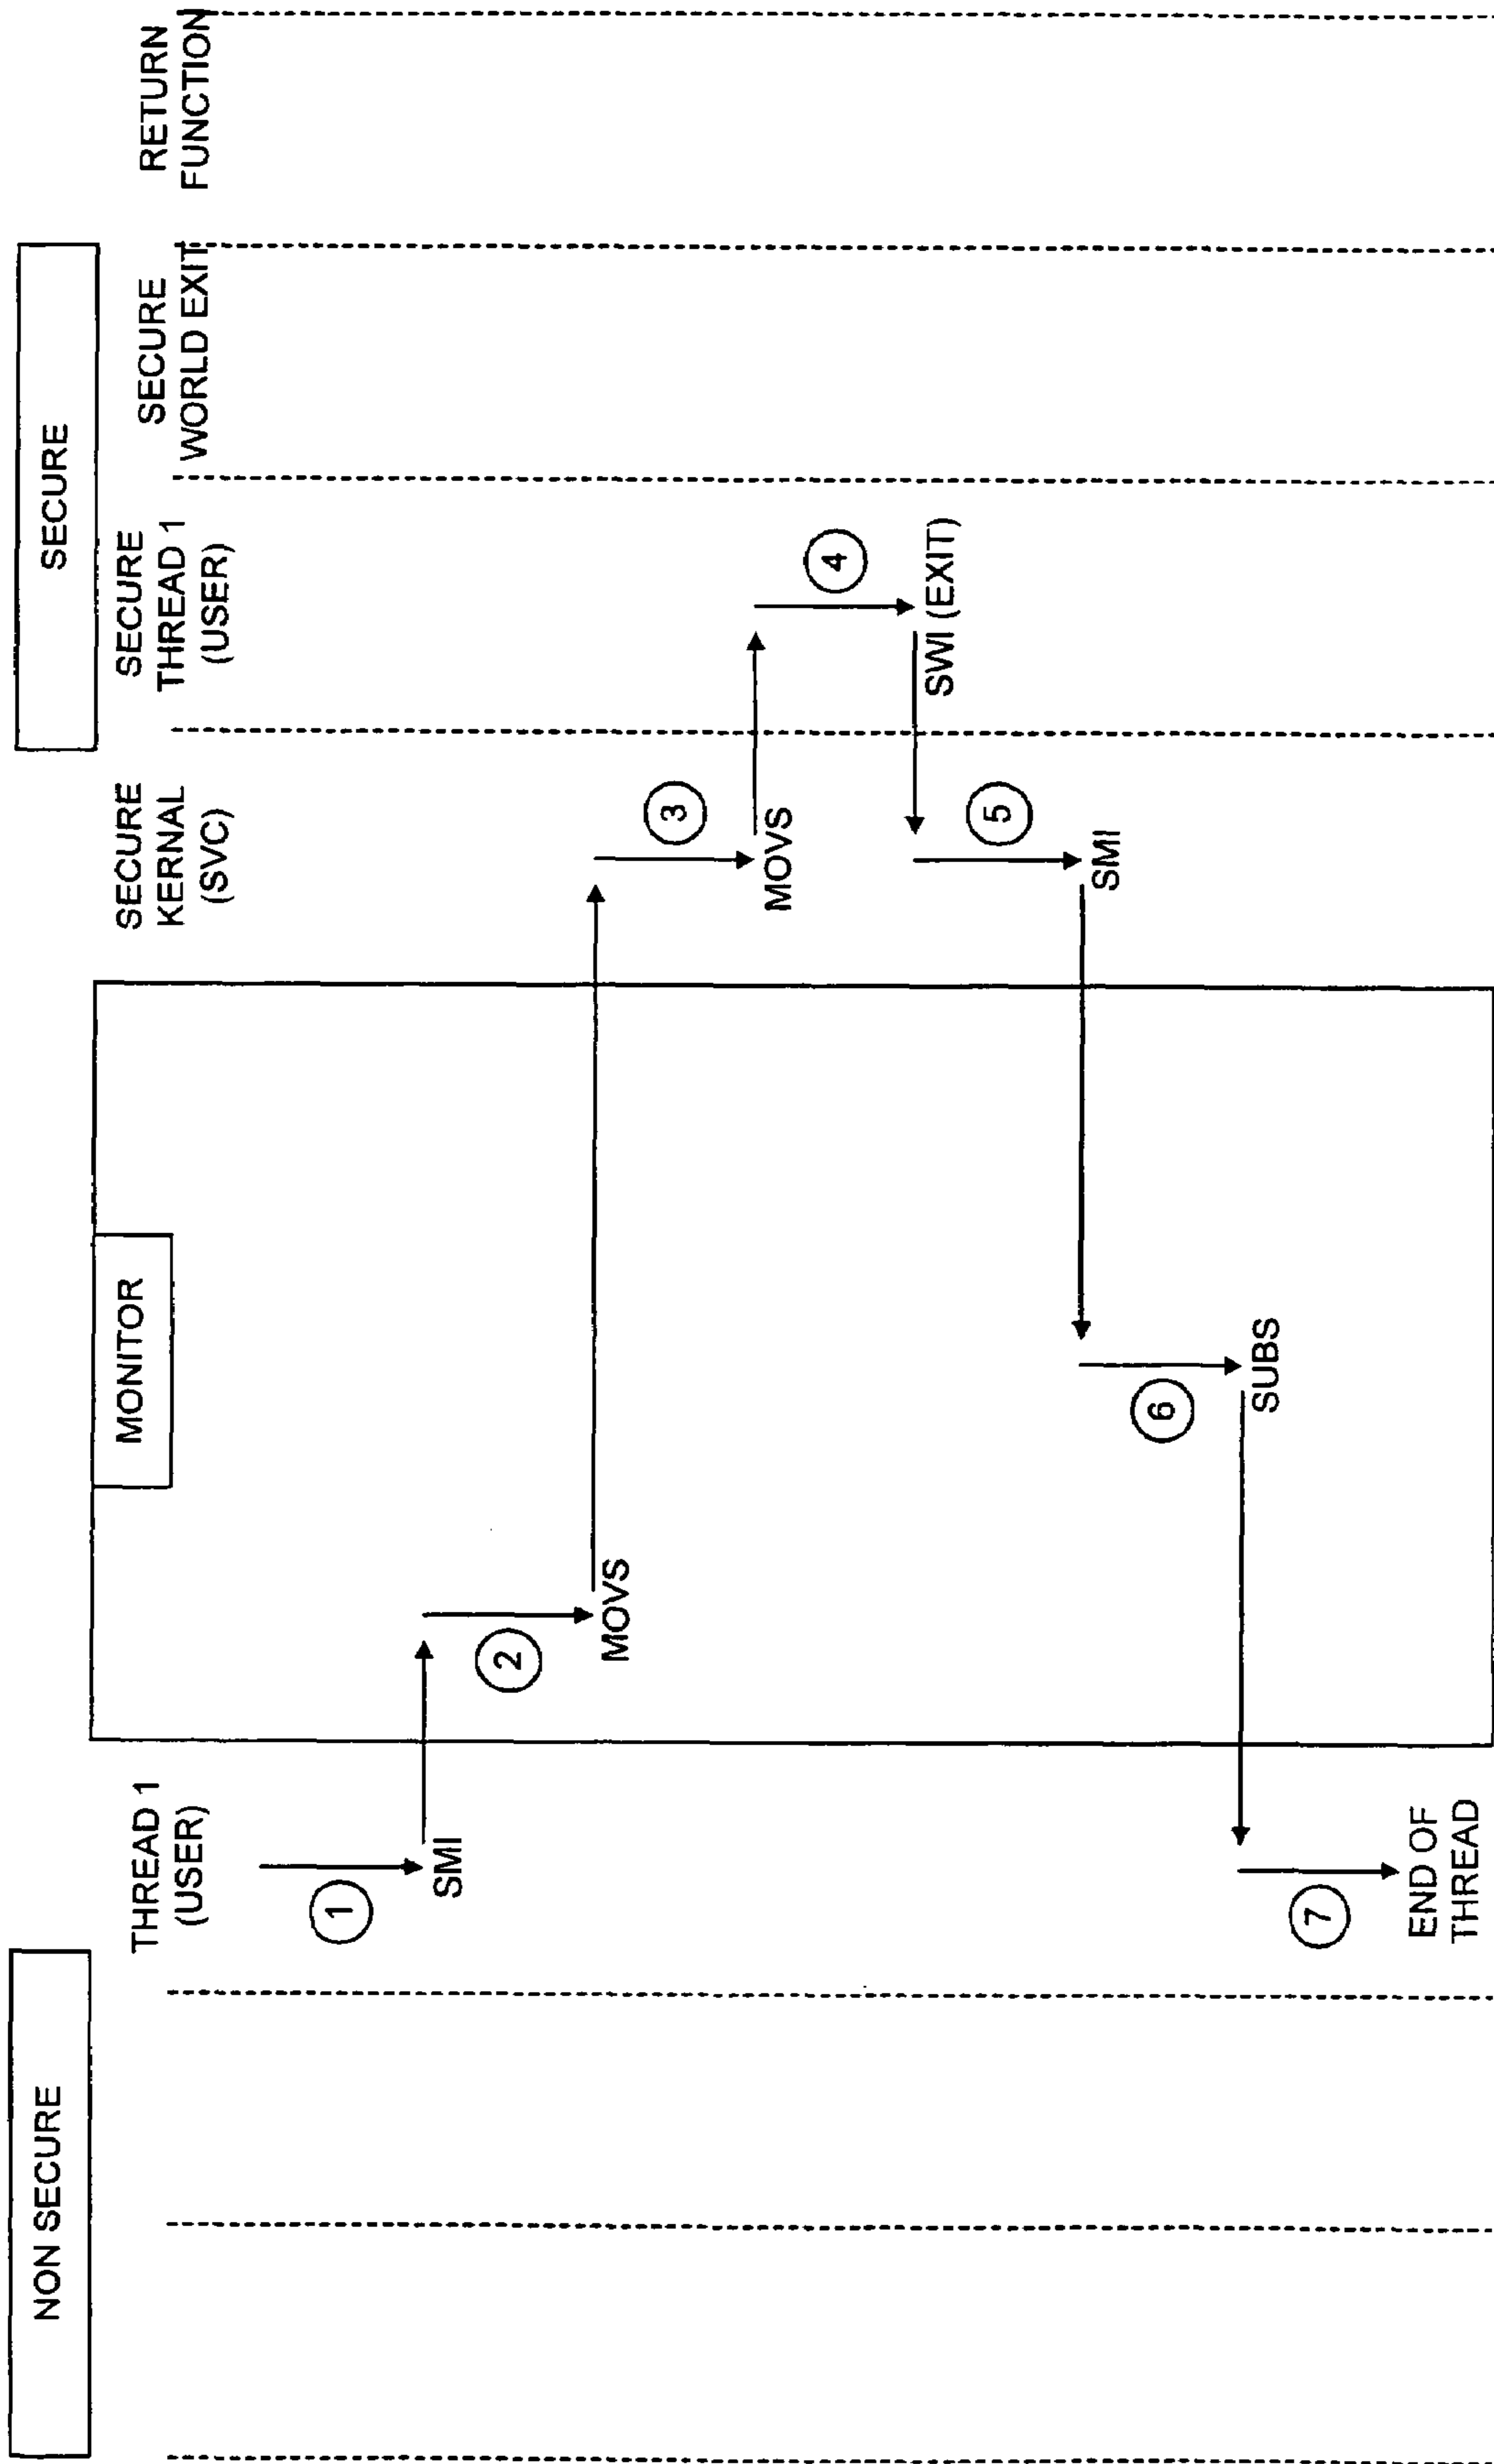 NON SECURE
MONITOR
SECURE
THREAD 1
(USER)
SECURE
KERNAL
(SVC)
SECURE
THREAD 1
(USER)
SECURE
WORLD EXIT
RETURN
FUNCTION
1
SMI
2
MOVS
3
MOVS
4
SWI (EXIT)
5
SMI
6
SUBS
7
END OF
THREAD